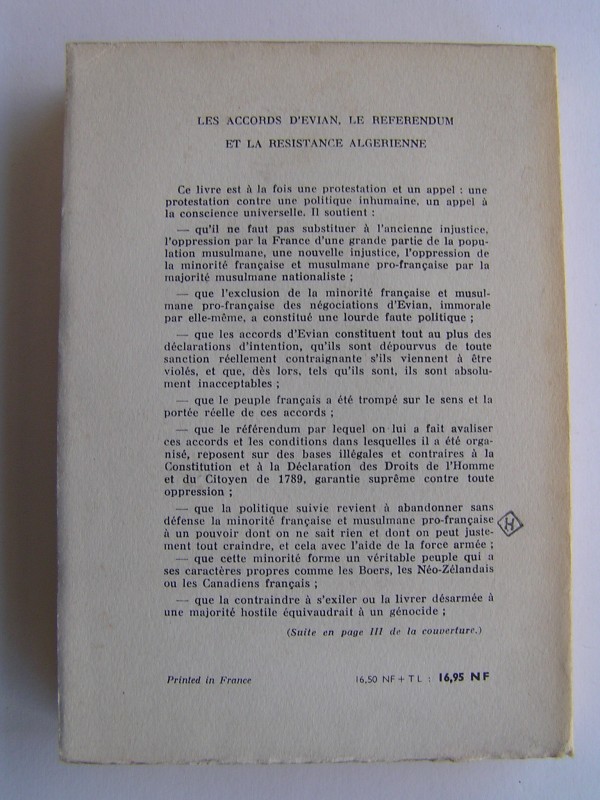 LES ACCORDS D'EVIAN, LE REFERENDUM
ET LA RESISTANCE ALGERIENNE
Ce livre est à la fois une protestation et un appel : une
protestation contre une politique inhumaine, un appel à
la conscience universelle. Il soutient :
— qu'il ne faut pas substituer à l'ancienne injustice,
l'oppression par la France d'une grande partie de la popu-
lation musulmane, une nouvelle injustice, l'oppression de
la minorité française et musulmane pro-française par la
majorité musulmane nationaliste ;
— que l'exclusion de la minorité française et musul-
mane pro-française des négociations d'Evian, immorale
par elle-même, a constitué une lourde faute politique ;
— que les accords d'Evian constituent tout au plus des
déclarations d'intention, qu'ils sont dépourvus de toute
sanction réellement contraignante s'ils viennent à être
violés, et que, dès lors, tels qu'ils sont, ils sont absolu-
ment inacceptables ;
— que le peuple français a été trompé sur le sens et la
portée réelle de ces accords ;
— que le référendum par lequel on lui a fait avaliser
ces accords et les conditions dans lesquelles il a été orga-
nisé, reposent sur des bases illégales et contraires à la
Constitution et à la Déclaration des Droits de l'Homme
et du Citoyen de 1789, garantie suprême contre toute
oppression ;
— que la politique suivie revient à abandonner sans
défense la minorité française et musulmane pro-française
à un pouvoir dont on ne sait rien et dont on peut juste-
ment tout craindre, et cela avec l'aide de la force armée ;
— que cette minorité forme un véritable peuple qui a
ses caractères propres comme les Boers, les Néo-Zélandais
ou les Canadiens français ;
— que la contraindre à s'exiler ou la livrer désarmée à
une majorité hostile équivaudrait à un génocide ;
(Suite en page III de la couverture.)
Printed in France
16,50 NF + T L : 16,95 NF
H